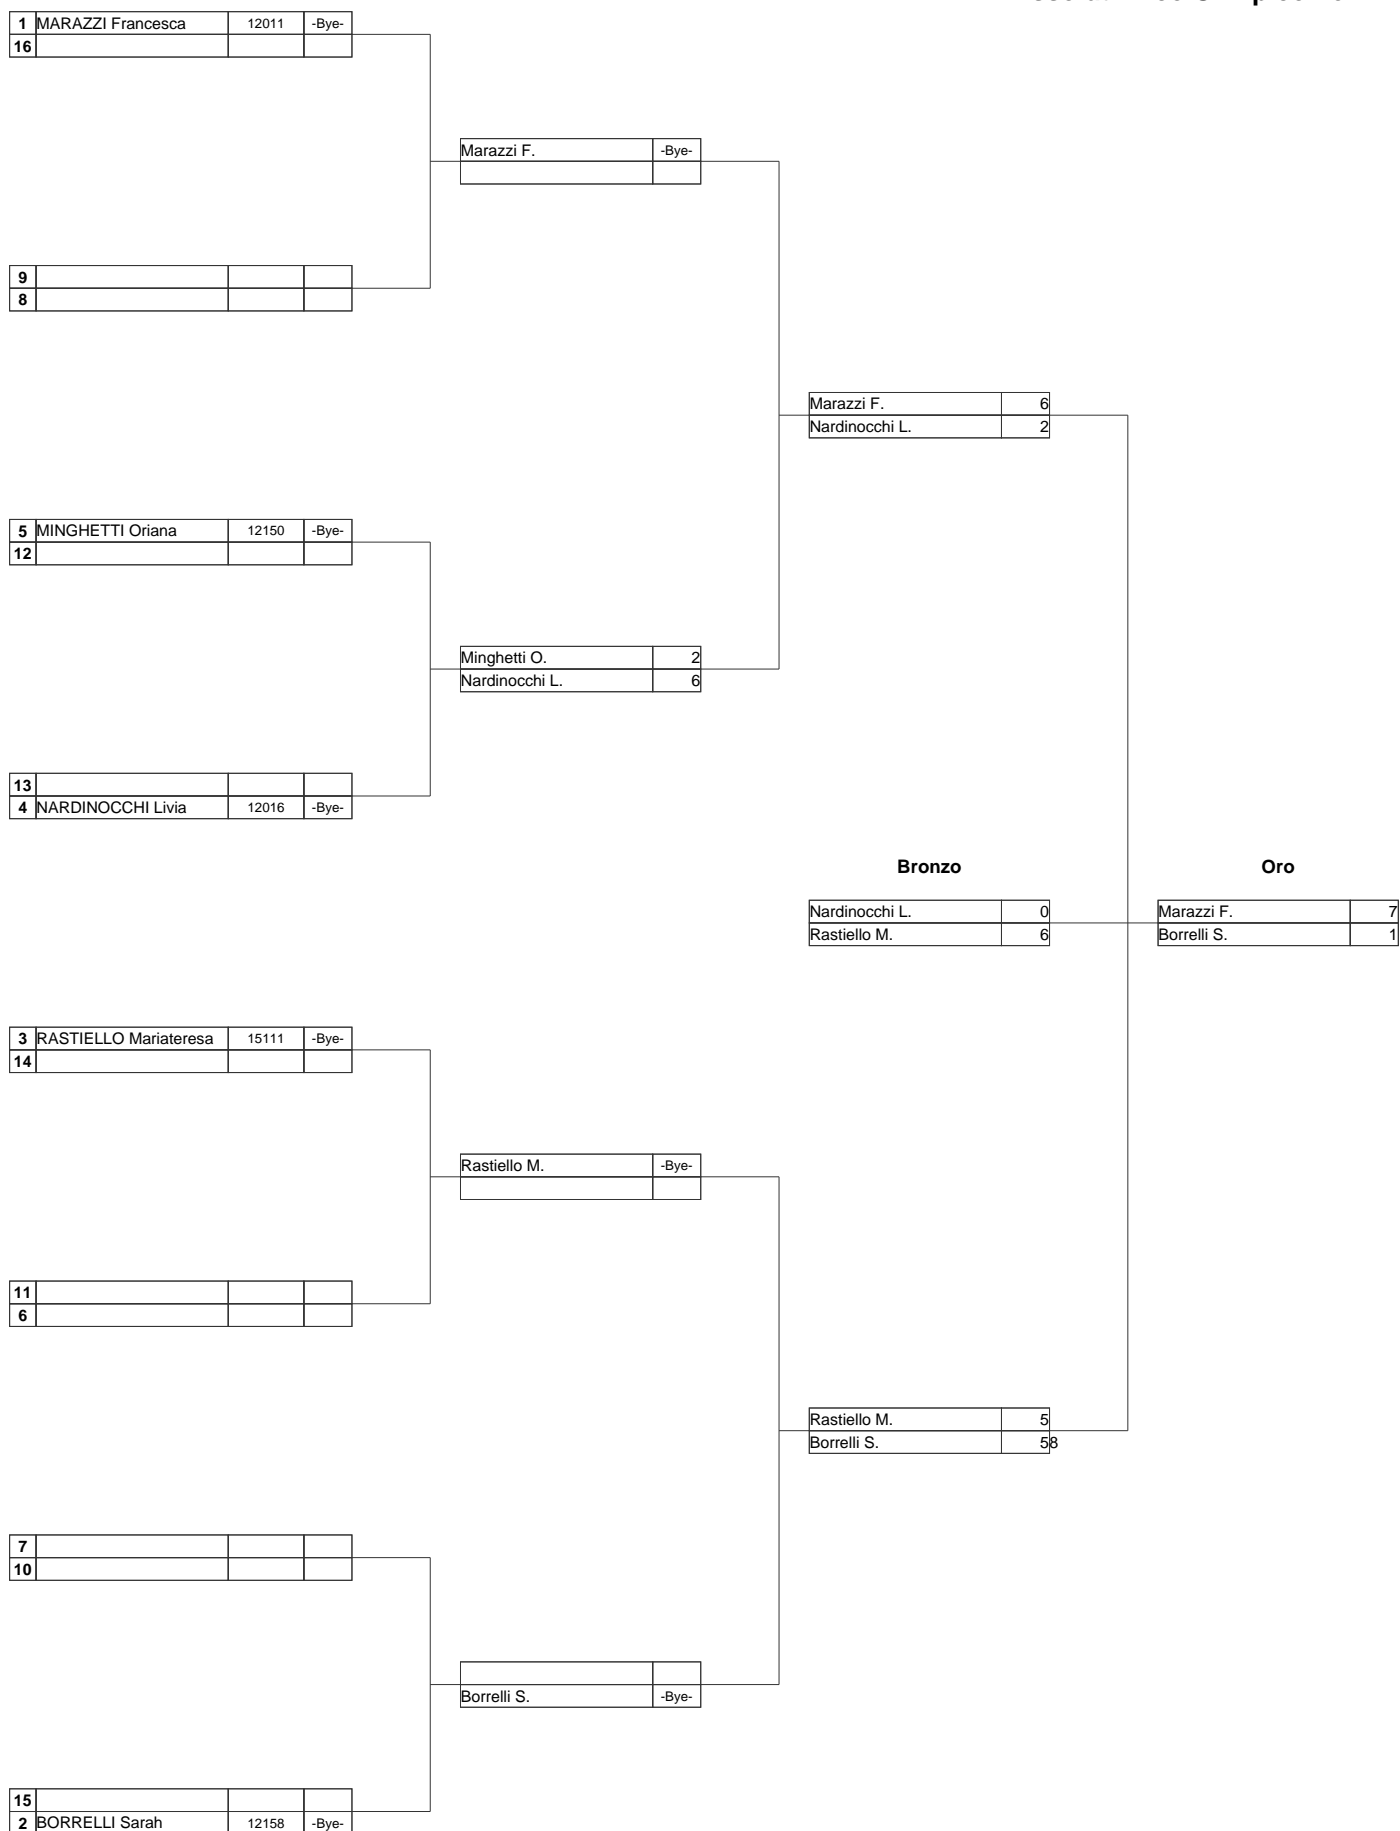 1 MARAZZI Francesca 12011 -Bye-
16
Marazzi F. -Bye-
9
8
Marazzi F. 6
Nardinocchi L. 2
5 MINGHETTI Oriana 12150 -Bye-
12
Minghetti O. 2
Nardinocchi L. 6
13
4 NARDINOCCHI Livia 12016 -Bye-
Bronzo Oro
Nardinocchi L. 0 Marazzi F. 7
Rastiello M. 6 Borrelli S. 1
3 RASTIELLO Mariateresa 15111 -Bye-
14
Rastiello M. -Bye-
11
6
Rastiello M. 5
Borrelli S. 58
7
10
Borrelli S. -Bye-
15
2 BORRELLI Sarah 12158 -Bye-